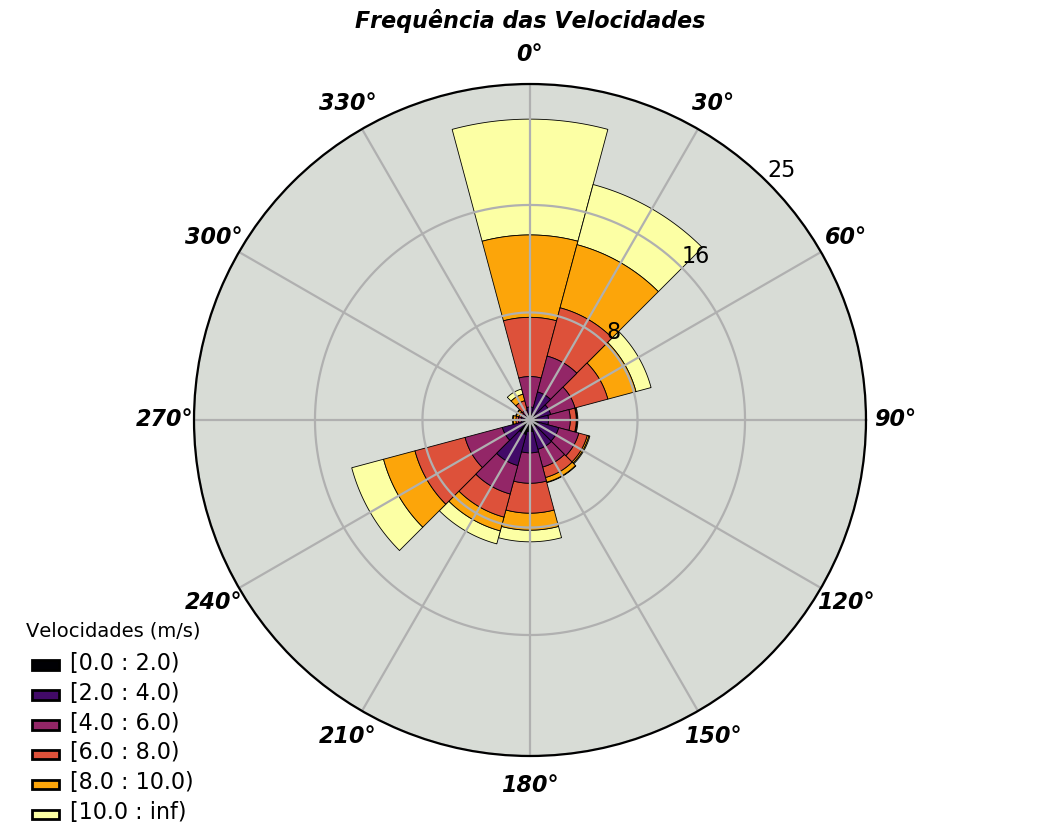 Frequência das Velocidades
0°
330°
30°
25
300°
60°
16
8
270°
90°
240°
120°
210°
150°
180°
Velocidades (m/s)
[0.0 : 2.0)
[2.0 : 4.0)
[4.0 : 6.0)
[6.0 : 8.0)
[8.0 : 10.0)
[10.0 : inf)